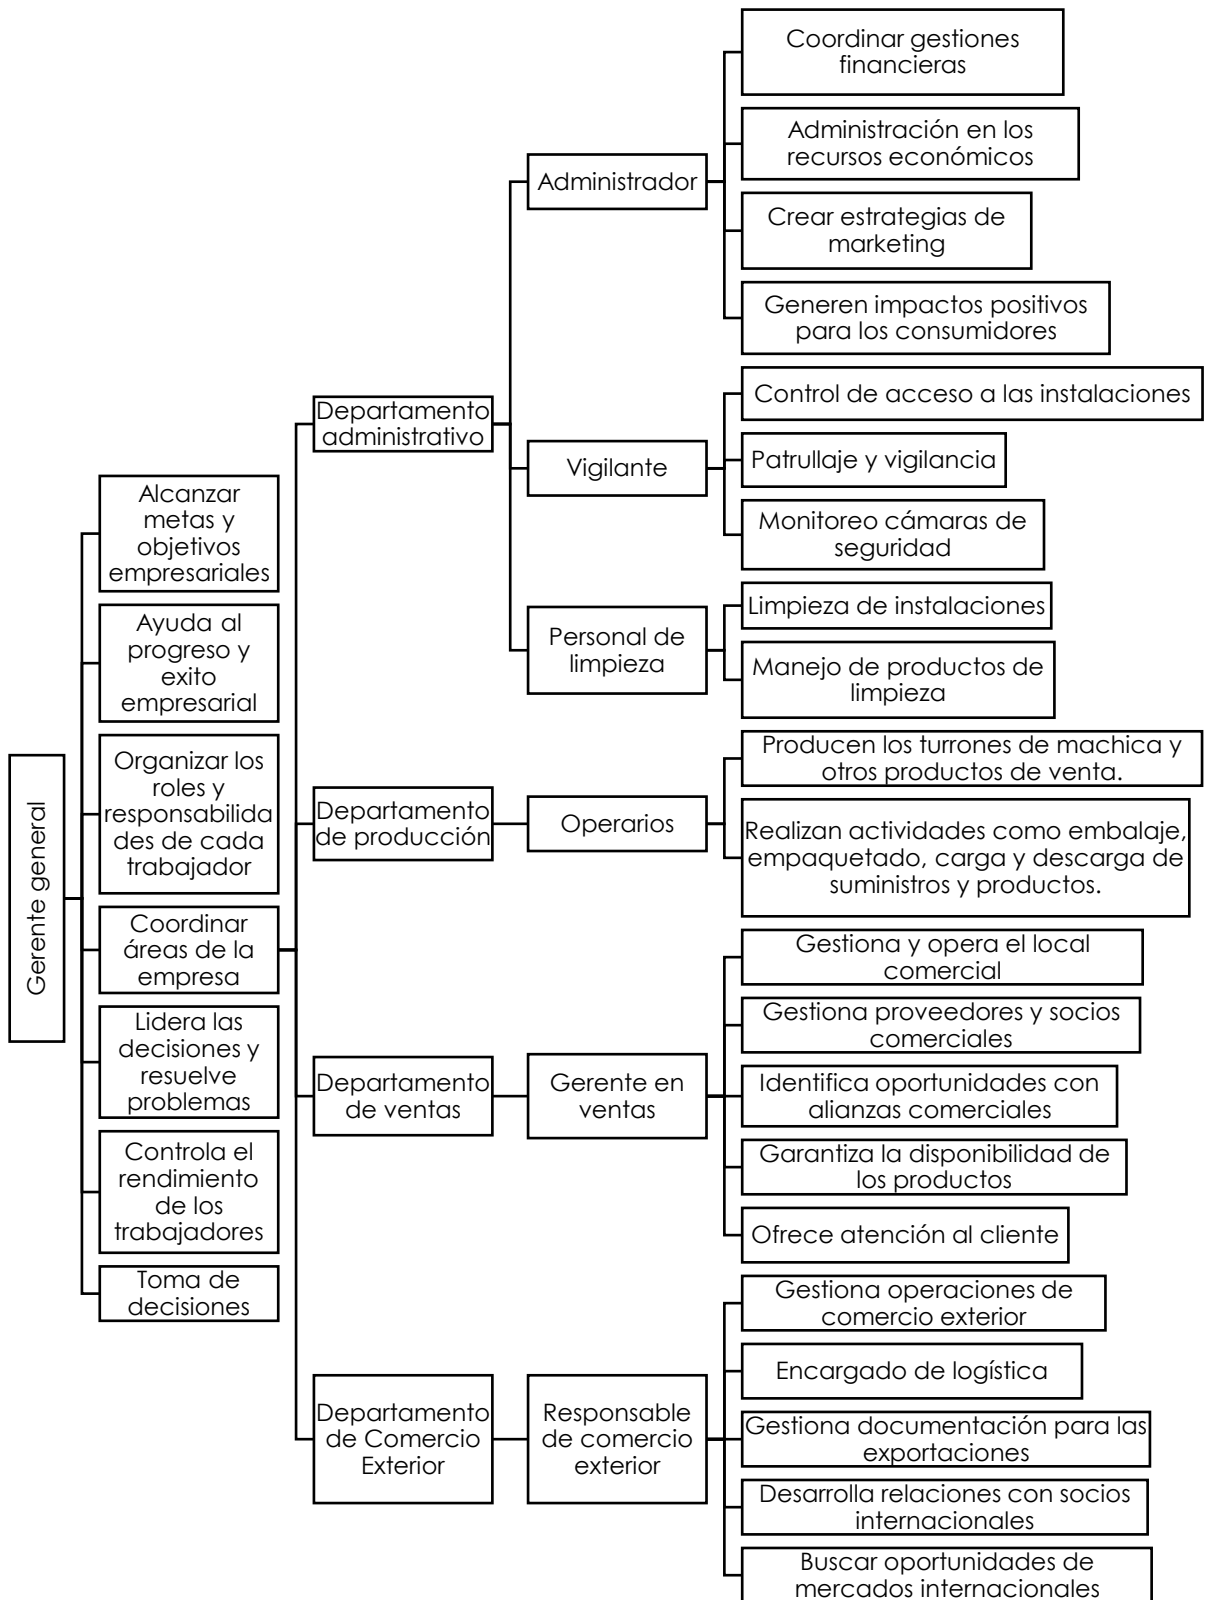 Gerente general
Alcanzar
metas y
objetivos
empresariales
Ayuda al
progreso y
exito
empresarial
Organizar los
roles y
responsabilida
des de cada
trabajador
Coordinar
áreas de la
empresa
Lidera las
decisiones y
resuelve
problemas
Controla el
rendimiento
de los
trabajadores
Toma de
decisiones
Departamento
administrativo
Administrador
Coordinar gestiones
financieras
Administración en los
recursos económicos
Crear estrategias de
marketing
Generen impactos positivos
para los consumidores
Vigilante
Control de acceso a las instalaciones
Patrullaje y vigilancia
Monitoreo cámaras de
seguridad
Personal de
limpieza
Limpieza de instalaciones
Manejo de productos de
limpieza
Departamento
de producción
Operarios
Producen los turrones de machica y
otros productos de venta.
Realizan actividades como embalaje,
empaquetado, carga y descarga de
suministros y productos.
Departamento
de ventas
Gerente en
ventas
Gestiona y opera el local
comercial
Gestiona proveedores y socios
comerciales
Identifica oportunidades con
alianzas comerciales
Garantiza la disponibilidad de
los productos
Ofrece atención al cliente
Departamento
de Comercio
Exterior
Responsable
de comercio
exterior
Gestiona operaciones de
comercio exterior
Encargado de logística
Gestiona documentación para las
exportaciones
Desarrolla relaciones con socios
internacionales
Buscar oportunidades de
mercados internacionales